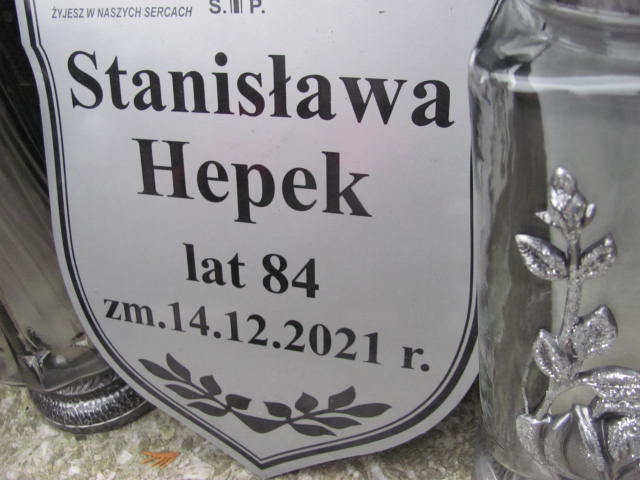 ŻYJESZ W NASZYCH SERCACH
Ś. P.
Stanisława
Hepek
lat 84
zm.14.12.2021 r.